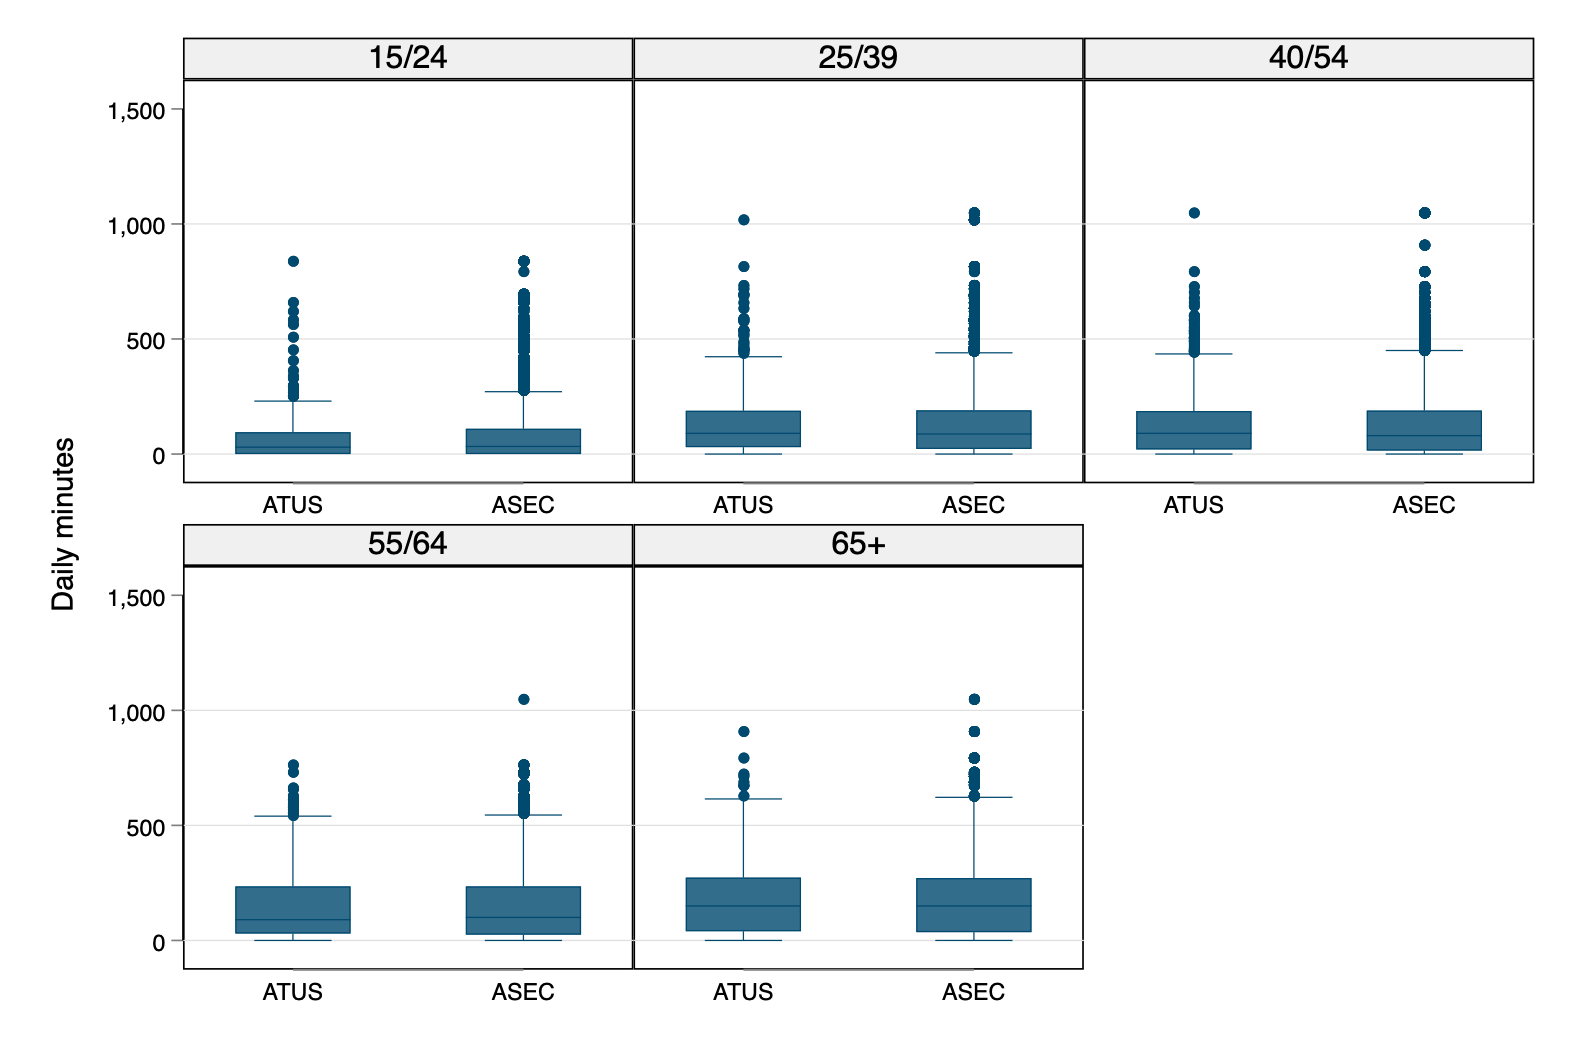 15/24 25/39 40/54
1,500
1,000
500
0
ATUS ASEC ATUS ASEC ATUS ASEC
Daily minutes
55/64 65+
1,500
1,000
500
0
ATUS ASEC ATUS ASEC